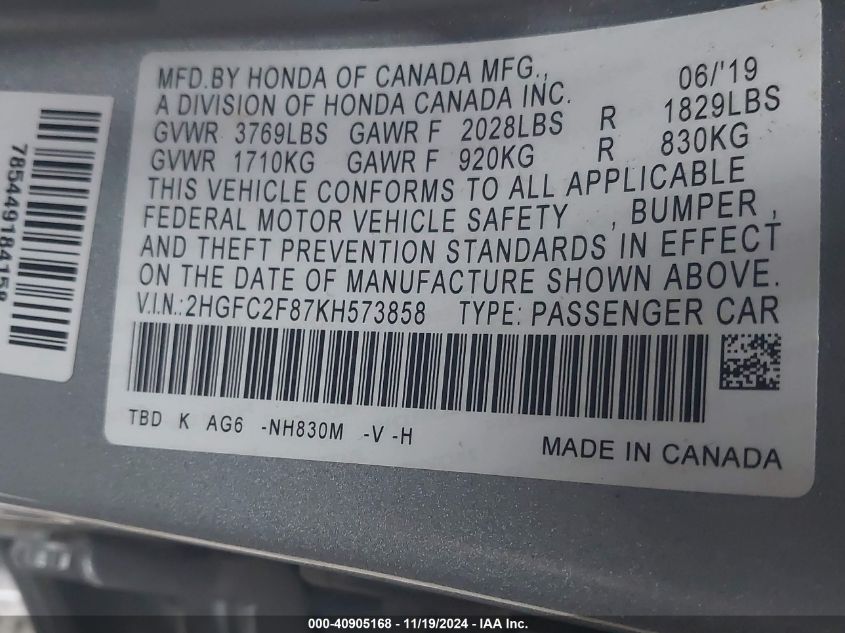 MFD.BY HONDA OF CANADA MFG., 06/'19
A DIVISION OF HONDA CANADA INC.
GVWR 3769LBS GAWR F 2028LBS R 1829LBS
GVWR 1710KG GAWR F 920KG R 830KG
THIS VEHICLE CONFORMS TO ALL APPLICABLE
FEDERAL MOTOR VEHICLE SAFETY , BUMPER ,
AND THEFT PREVENTION STANDARDS IN EFFECT
ON THE DATE OF MANUFACTURE SHOWN ABOVE.
V.I.N.:2HGFC2F87KH573858 TYPE: PASSENGER CAR
TBD K AG6 -NH830M -V -H
MADE IN CANADA
000-40905168 - 11/19/2024 - IAA Inc.